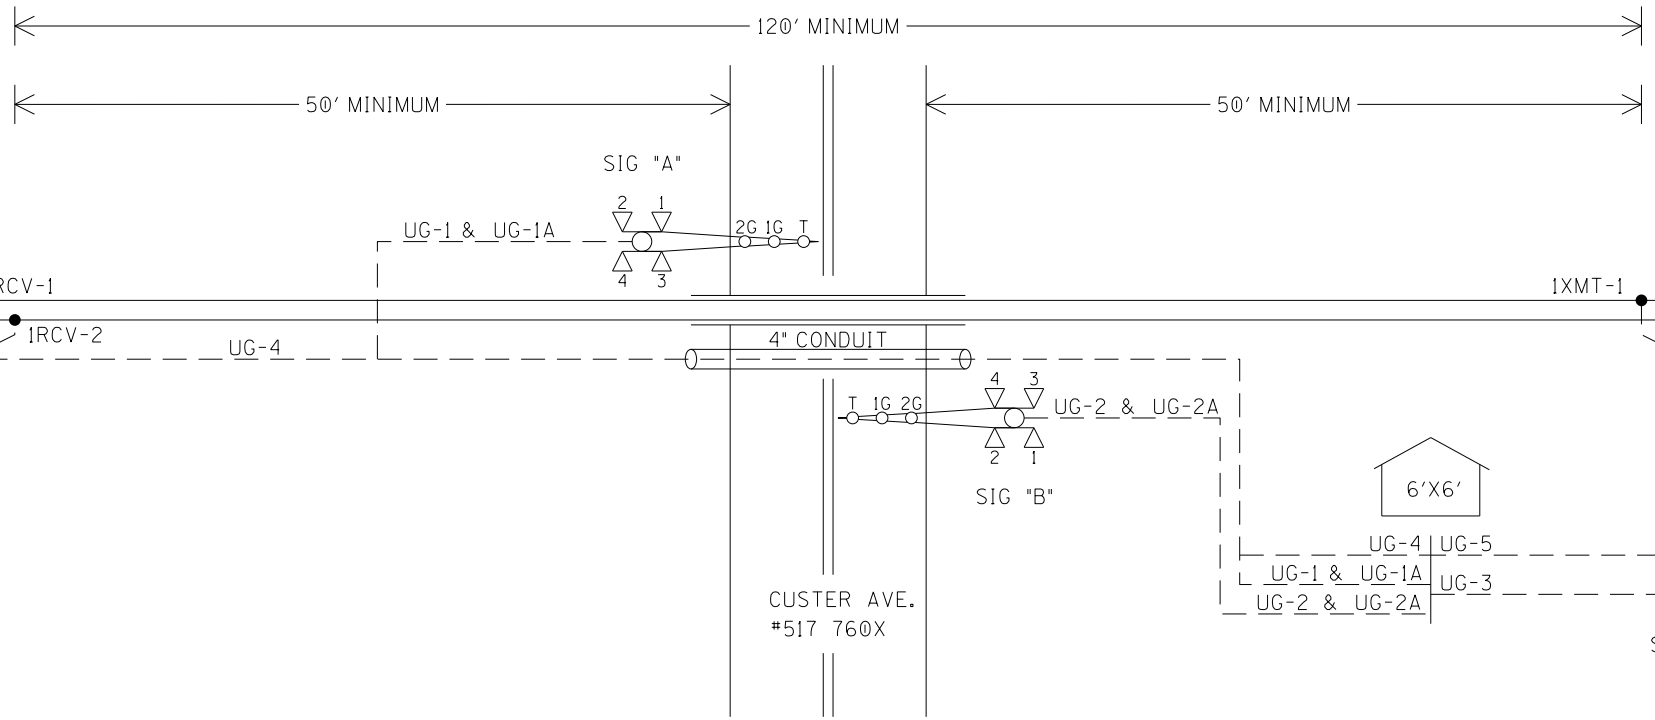 120' MINIMUM
50' MINIMUM
50' MINIMUM
SIG "A"
2 1
UG-1 & UG-1A
2G 1G T
4 3
RCV-1
1XMT-1
1RCV-2
UG-4
4" CONDUIT
4 3
T 1G 2G
UG-2 & UG-2A
2 1
SIG "B"
6'X6'
UG-4
UG-5
UG-1 & UG-1A
UG-3
UG-2 & UG-2A
CUSTER AVE.
#517 760X
S